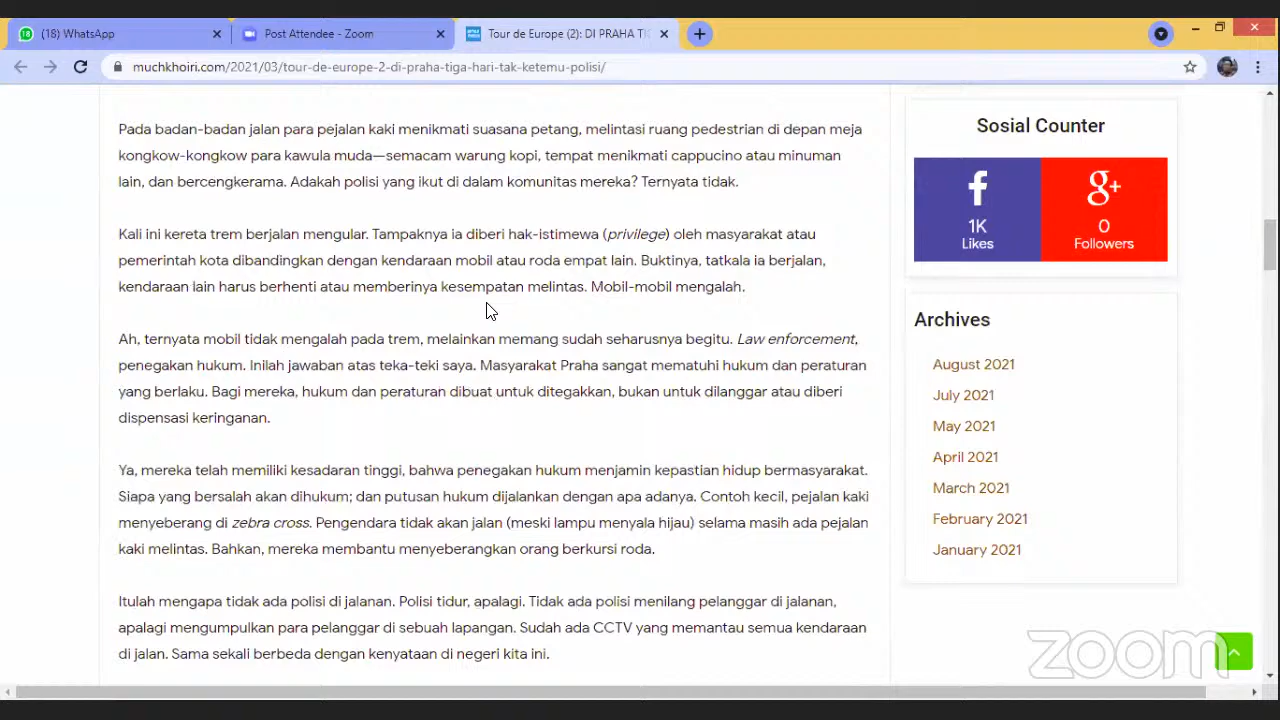 18
(18) WhatsApp
Post Attendee - Zoom
Tour de Europe (2): DI PRAHA TIG
muchkhoiri.com/2021/03/tour-de-europe-2-di-praha-tiga-hari-tak-ketemu-polisi/
Pada badan-badan jalan para pejalan kaki menikmati suasana petang, melintasi ruang pedestrian di depan meja
kongkow-kongkow para kawula muda—semacam warung kopi, tempat menikmati cappucino atau minuman
lain, dan bercengkerama. Adakah polisi yang ikut di dalam komunitas mereka? Ternyata tidak.
Kali ini kereta trem berjalan mengular. Tampaknya ia diberi hak-istimewa (privilege) oleh masyarakat atau
pemerintah kota dibandingkan dengan kendaraan mobil atau roda empat lain. Buktinya, tatkala ia berjalan,
kendaraan lain harus berhenti atau memberinya kesempatan melintas. Mobil-mobil mengalah.
Ah, ternyata mobil tidak mengalah pada trem, melainkan memang sudah seharusnya begitu. Law enforcement,
penegakan hukum. Inilah jawaban atas teka-teki saya. Masyarakat Praha sangat mematuhi hukum dan peraturan
yang berlaku. Bagi mereka, hukum dan peraturan dibuat untuk ditegakkan, bukan untuk dilanggar atau diberi
dispensasi keringanan.
Ya, mereka telah memiliki kesadaran tinggi, bahwa penegakan hukum menjamin kepastian hidup bermasyarakat.
Siapa yang bersalah akan dihukum; dan putusan hukum dijalankan dengan apa adanya. Contoh kecil, pejalan kaki
menyeberang di zebra cross. Pengendara tidak akan jalan (meski lampu menyala hijau) selama masih ada pejalan
kaki melintas. Bahkan, mereka membantu menyeberangkan orang berkursi roda.
Itulah mengapa tidak ada polisi di jalanan. Polisi tidur, apalagi. Tidak ada polisi menilang pelanggar di jalanan,
apalagi mengumpulkan para pelanggar di sebuah lapangan. Sudah ada CCTV yang memantau semua kendaraan
di jalan. Sama sekali berbeda dengan kenyataan di negeri kita ini.
Sosial Counter
f
g+
1K
0
Likes
Followers
Archives
August 2021
July 2021
May 2021
April 2021
March 2021
February 2021
January 2021
zoom